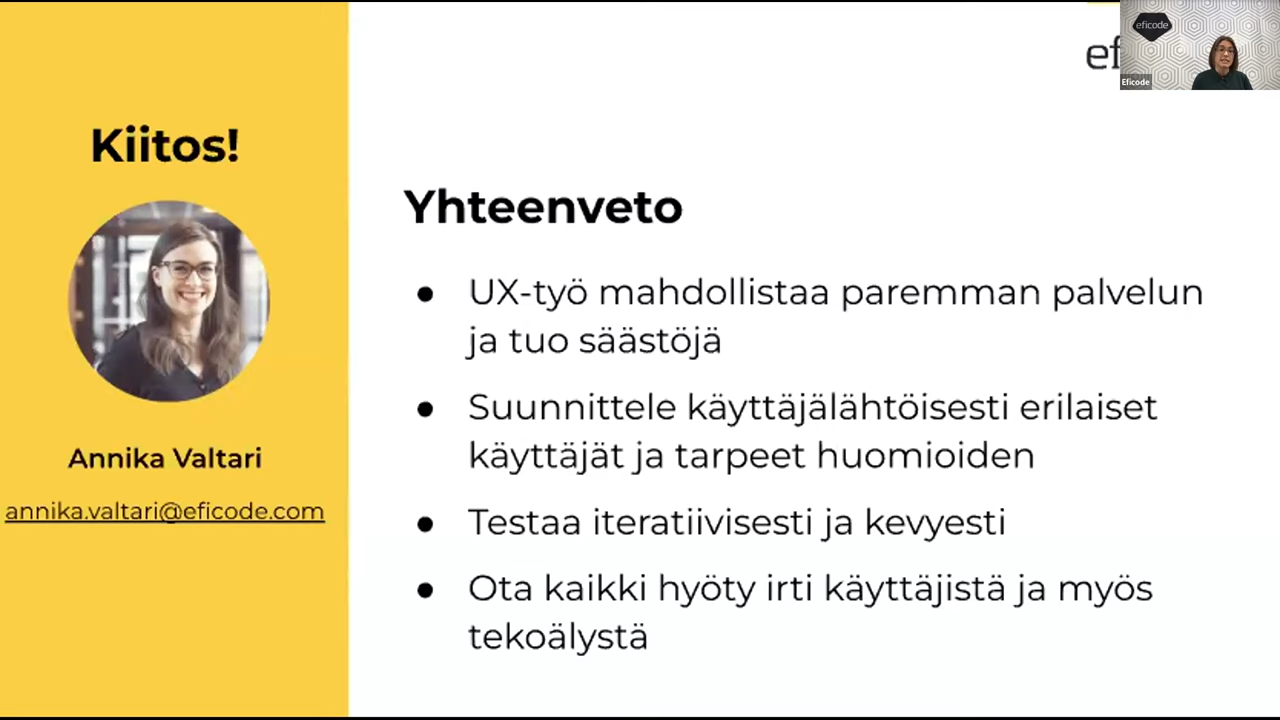 Kiitos!
Annika Valtari
annika.valtari@eficode.com
Yhteenveto
● UX-työ mahdollistaa paremman palvelun
ja tuo säästöjä
● Suunnittele käyttäjälähtöisesti erilaiset
käyttäjät ja tarpeet huomioiden
● Testaa iteratiivisesti ja kevyesti
● Ota kaikki hyöty irti käyttäjistä ja myös
tekoälystä
ef
eficode
Eficode